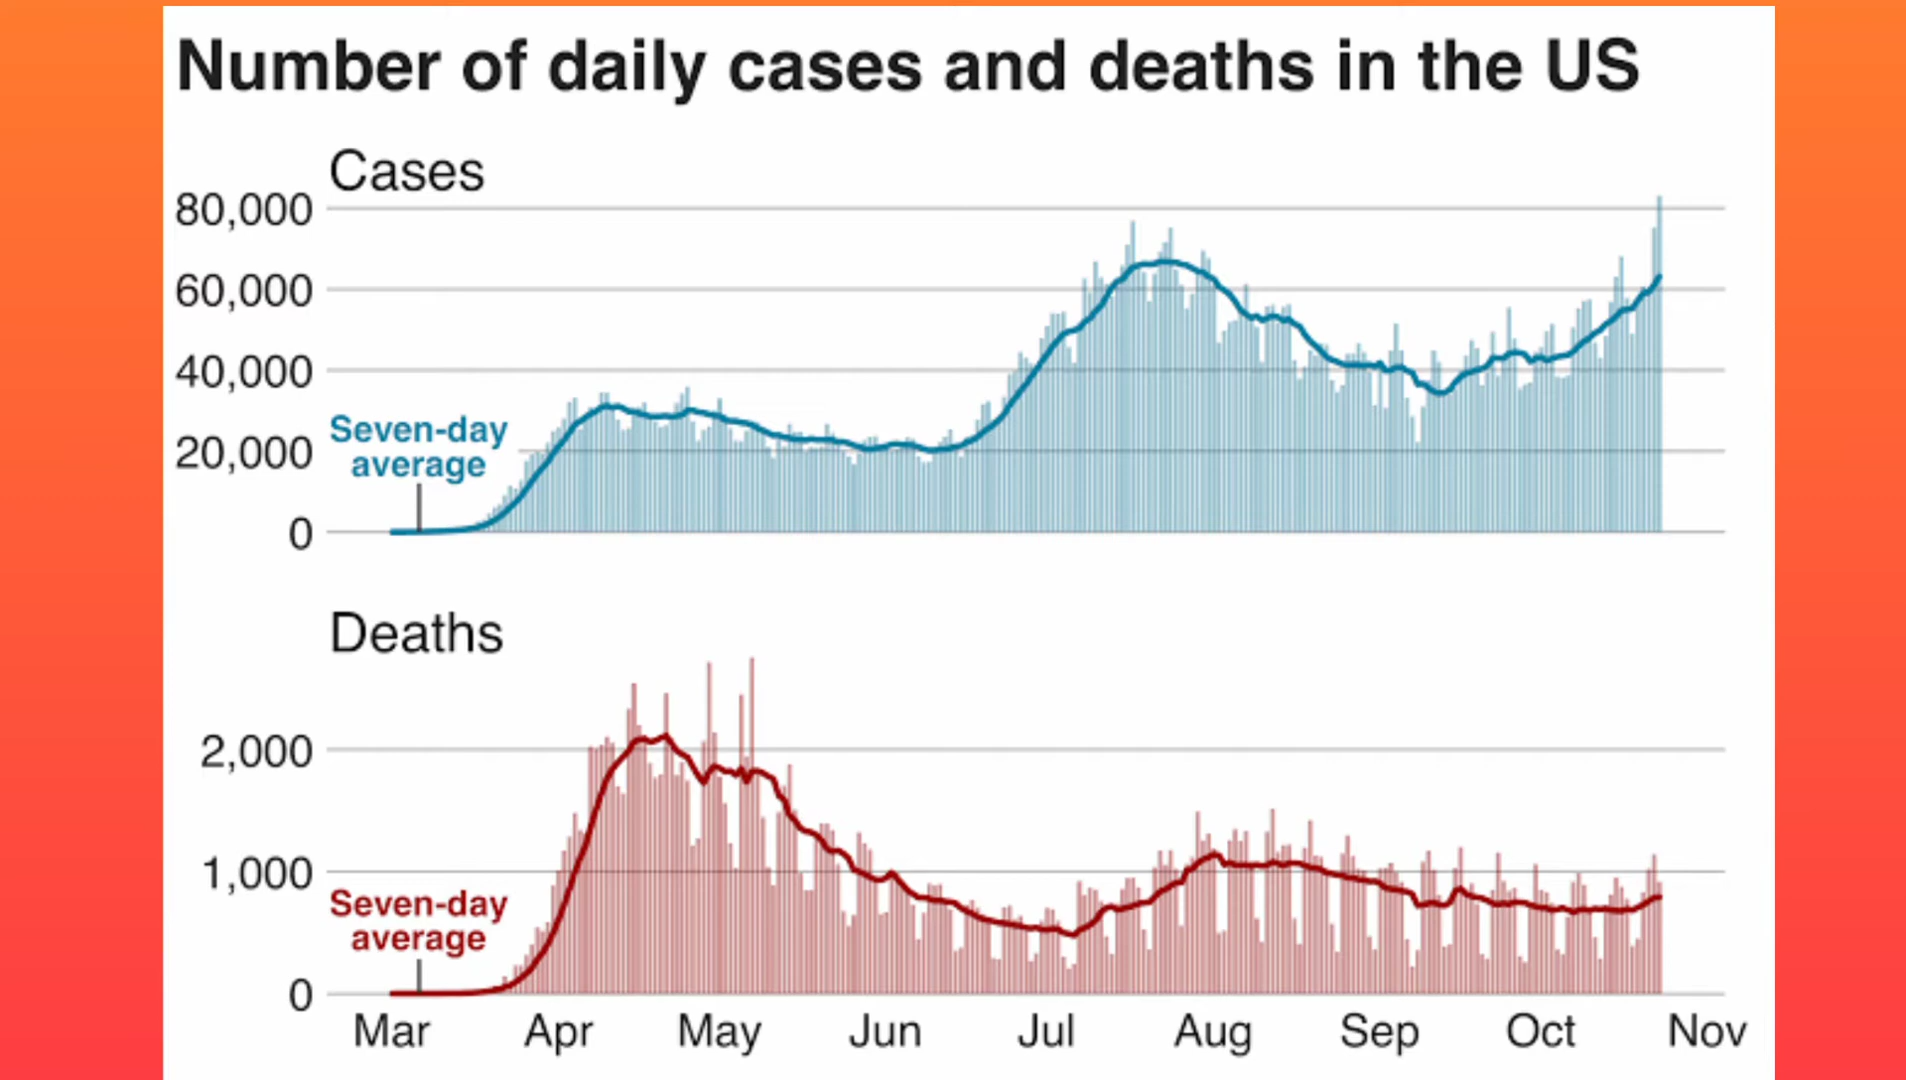 Number of daily cases and deaths in the US
Cases
80,000
60,000
40,000
Seven-day
average
20,000
0
Deaths
2,000
1,000
Seven-day
average
0
Mar Apr May Jun Jul Aug Sep Oct Nov